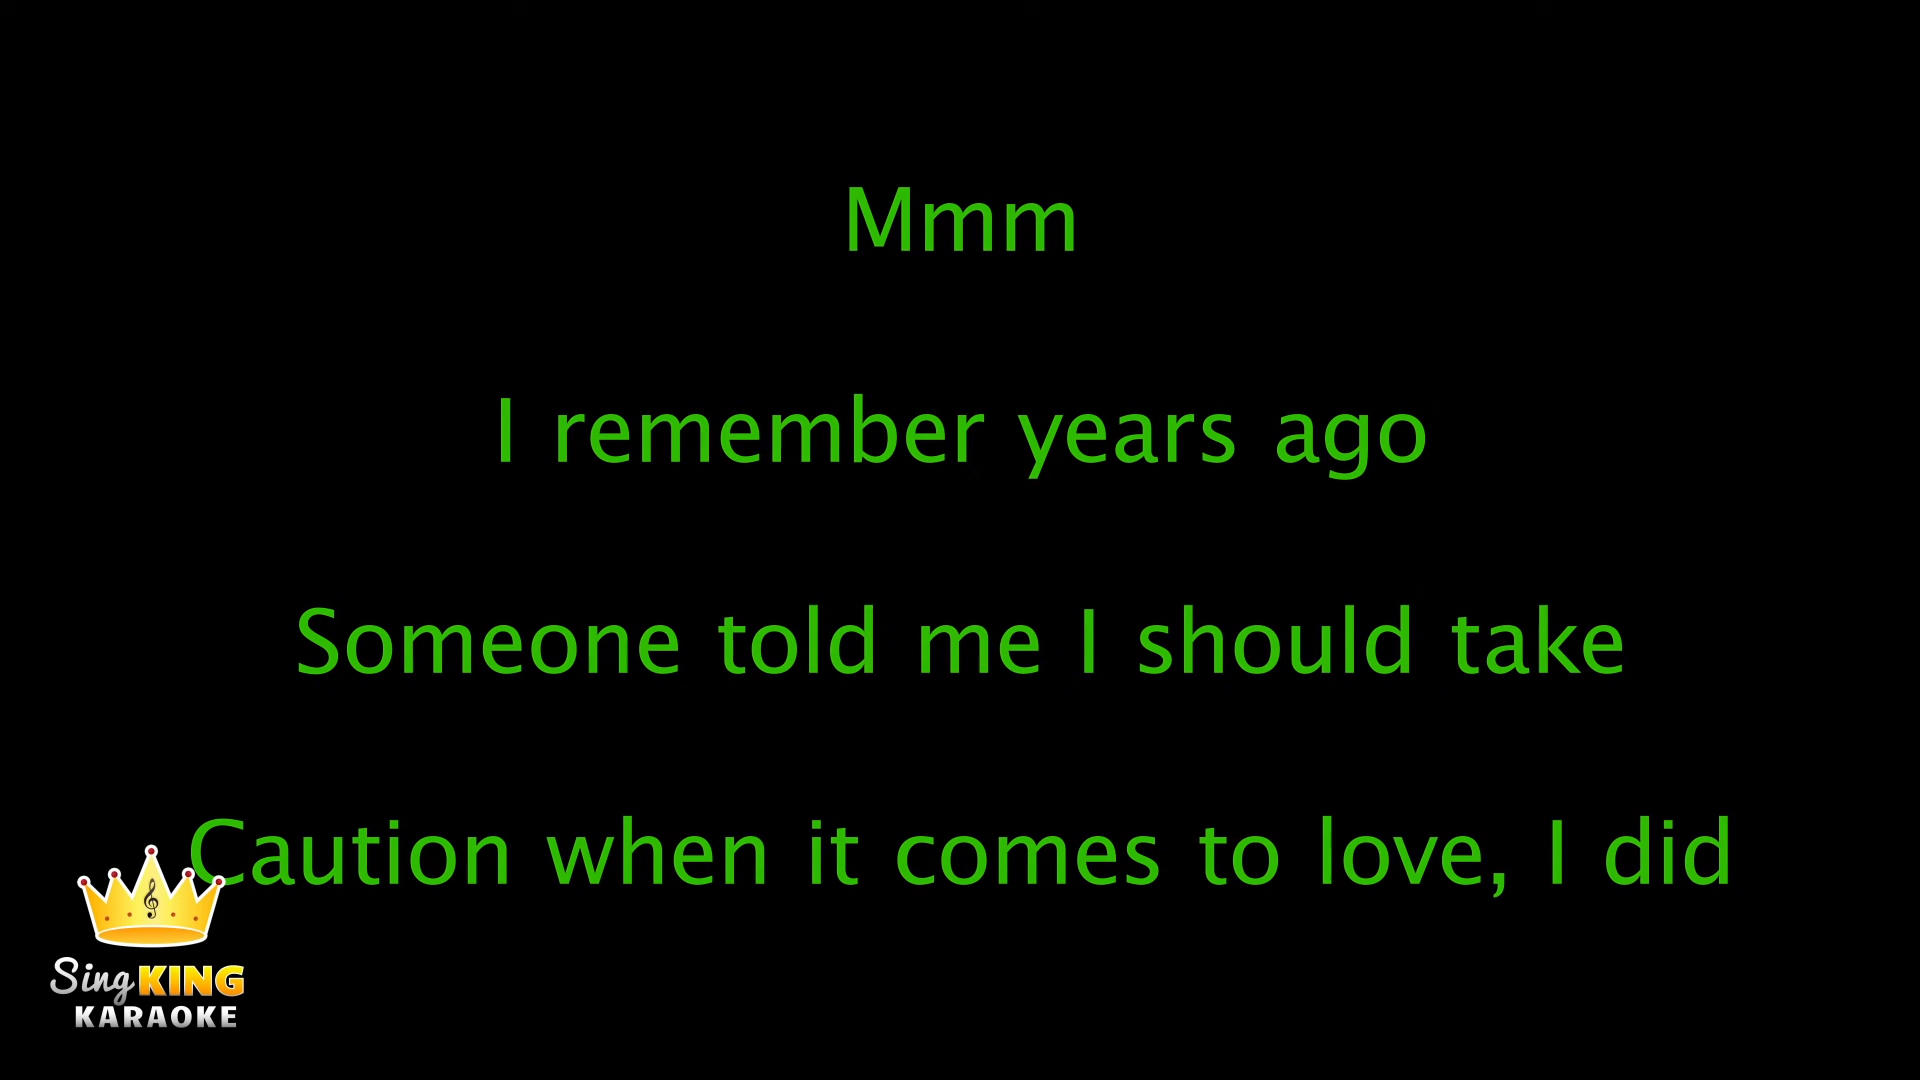 Mmm
I remember years ago
Someone told me I should take
Caution when it comes to love, I did
Sing KING
KARAOKE